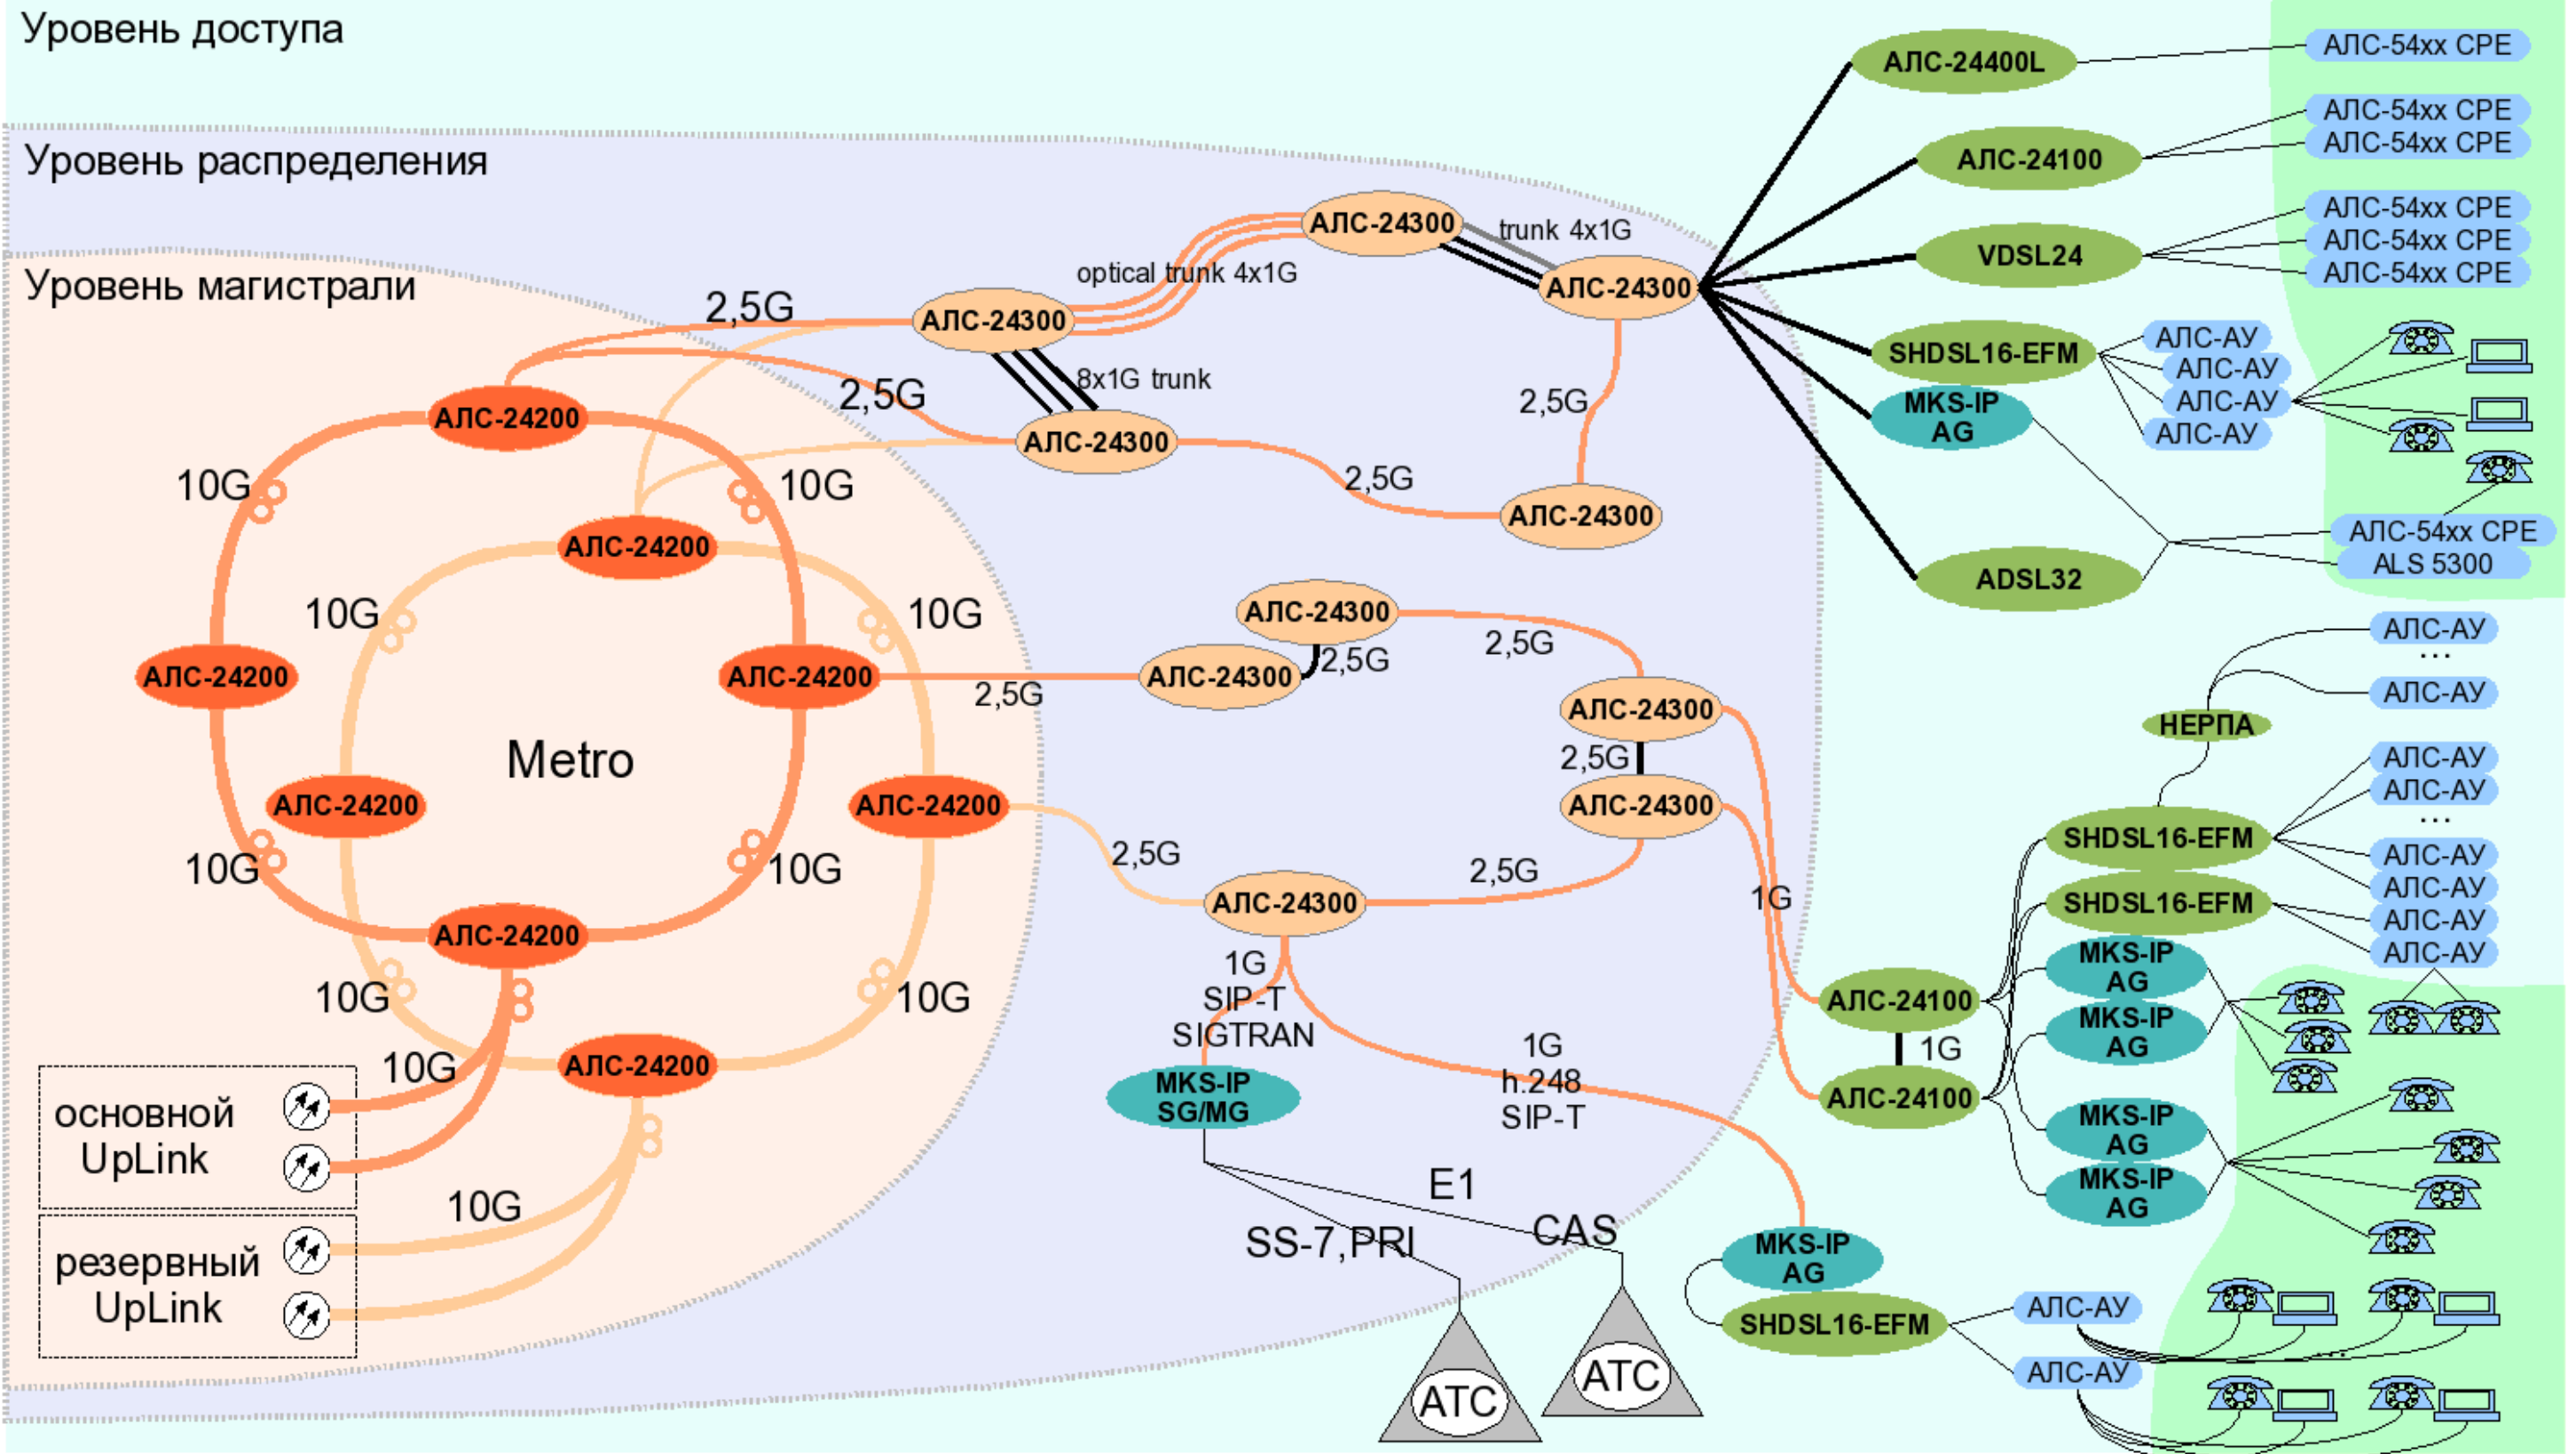 Уровень доступа
Уровень распределения
Уровень магистрали
2,5G
2,5G
АЛС-24200
10G
10G
АЛС-24200
10G
10G
АЛС-24200
АЛС-24200
2,5G
Metro
АЛС-24200
АЛС-24200
10G
10G
АЛС-24200
10G
10G
АЛС-24200
10G
основной
UpLink
10G
резервный
UpLink
АЛС-24300
optical trunk 4x1G
АЛС-24300
trunk 4x1G
АЛС-24300
8x1G trunk
АЛС-24300
2,5G
2,5G
АЛС-24300
АЛС-24300
2,5G
АЛС-24300
2,5G
АЛС-24300
2,5G
АЛС-24300
2,5G
2,5G
АЛС-24300
1G
1G
SIP-T
SIGTRAN
MKS-IP
SG/MG
1G
h.248
SIP-T
E1
SS-7,PRI
CAS
АТС
АТС
АЛС-24400L
АЛС-54xx CPE
АЛС-24100
АЛС-54xx CPE
АЛС-54xx CPE
VDSL24
АЛС-54xx CPE
АЛС-54xx CPE
АЛС-54xx CPE
SHDSL16-EFM
АЛС-АУ
АЛС-АУ
АЛС-АУ
АЛС-АУ
MKS-IP
AG
ADSL32
АЛС-54xx CPE
ALS 5300
АЛС-АУ
...
АЛС-АУ
НЕРПА
АЛС-АУ
АЛС-АУ
...
SHDSL16-EFM
АЛС-АУ
АЛС-АУ
SHDSL16-EFM
АЛС-АУ
АЛС-АУ
MKS-IP
AG
АЛС-24100
MKS-IP
AG
1G
АЛС-24100
MKS-IP
AG
MKS-IP
AG
MKS-IP
AG
SHDSL16-EFM
АЛС-АУ
...
АЛС-АУ